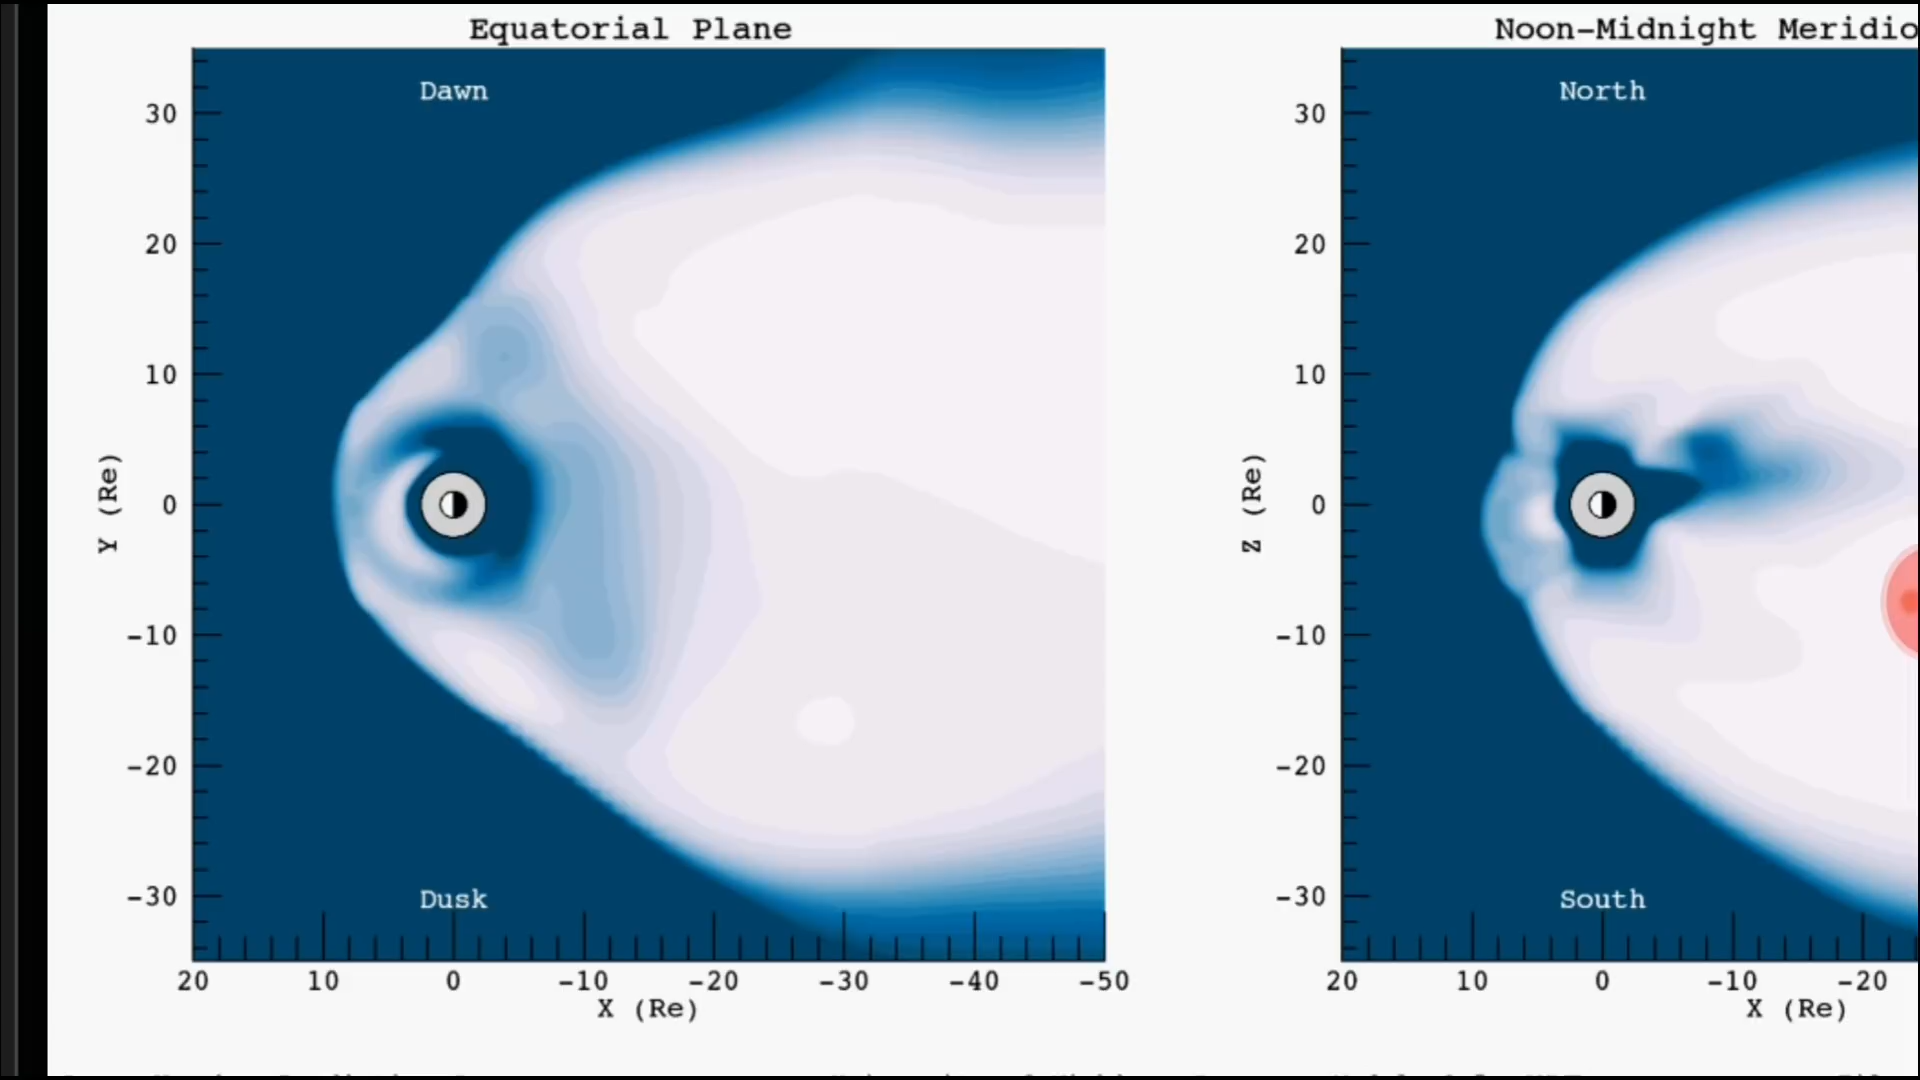 Equatorial Plane
Dawn
30
20
10
0
-10
-20
-30
Y (Re)
Dusk
20 10 0 -10 -20 -30 -40 -50
X (Re)
Noon-Midnight Meridio
North
30
20
10
0
-10
-20
-30
Z (Re)
South
20 10 0 -10 -20
X (Re)